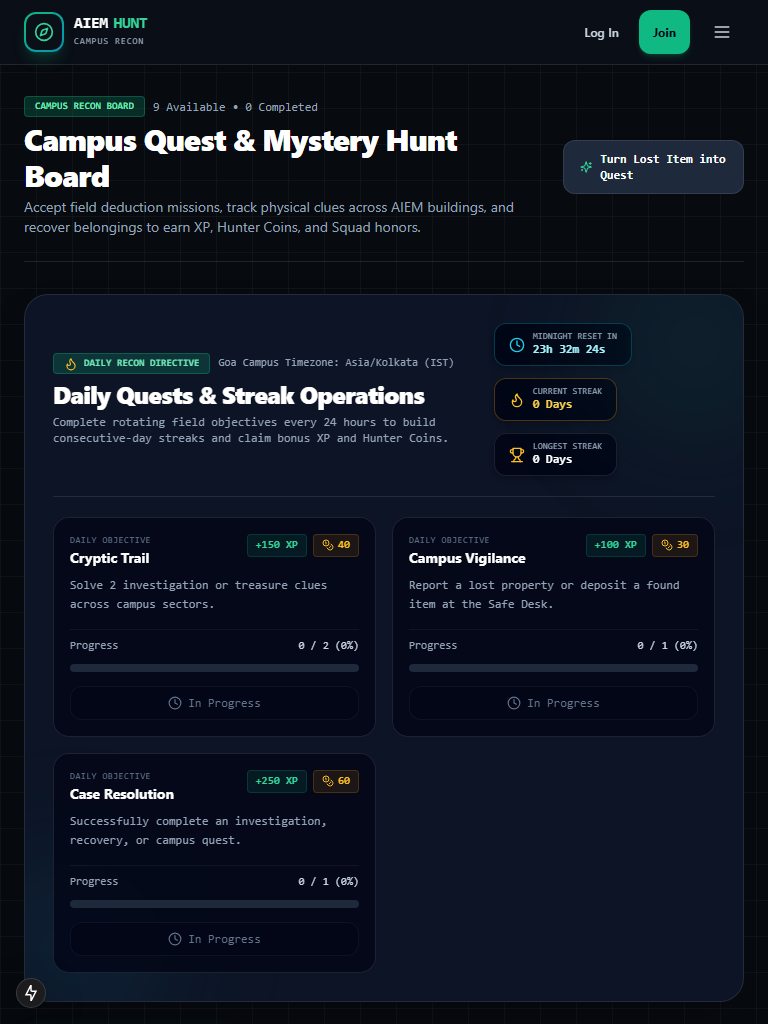 AIEM HUNT
CAMPUS RECON
Log In
Join
CAMPUS RECON BOARD
9 Available • 0 Completed
Campus Quest & Mystery Hunt
Board
Accept field deduction missions, track physical clues across AIEM buildings, and
recover belongings to earn XP, Hunter Coins, and Squad honors.
Turn Lost Item into
Quest
DAILY RECON DIRECTIVE
Goa Campus Timezone: Asia/Kolkata (IST)
Daily Quests & Streak Operations
Complete rotating field objectives every 24 hours to build
consecutive-day streaks and claim bonus XP and Hunter Coins.
MIDNIGHT RESET IN
23h 32m 24s
CURRENT STREAK
0 Days
LONGEST STREAK
0 Days
DAILY OBJECTIVE
Cryptic Trail
+150 XP
40
Solve 2 investigation or treasure clues
across campus sectors.
Progress
0 / 2 (0%)
In Progress
DAILY OBJECTIVE
Campus Vigilance
+100 XP
30
Report a lost property or deposit a found
item at the Safe Desk.
Progress
0 / 1 (0%)
In Progress
DAILY OBJECTIVE
Case Resolution
+250 XP
60
Successfully complete an investigation,
recovery, or campus quest.
Progress
0 / 1 (0%)
In Progress